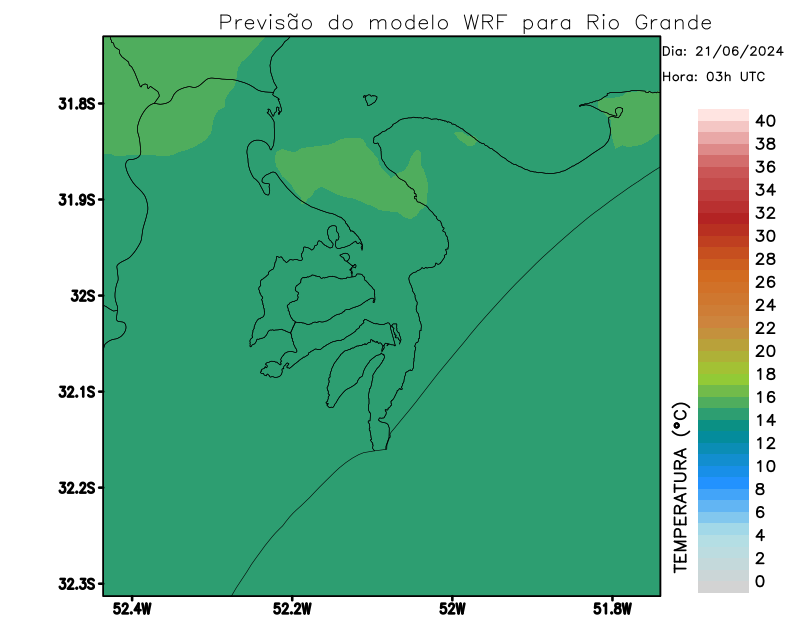 Previsão do modelo WRF para Rio Grande
Dia: 21/06/2024
Hora: 03h UTC
31.8S
31.9S
32S
32.1S
32.2S
32.3S
52.4W
52.2W
52W
51.8W
TEMPERATURA (°C)
40
38
36
34
32
30
28
26
24
22
20
18
16
14
12
10
8
6
4
2
0